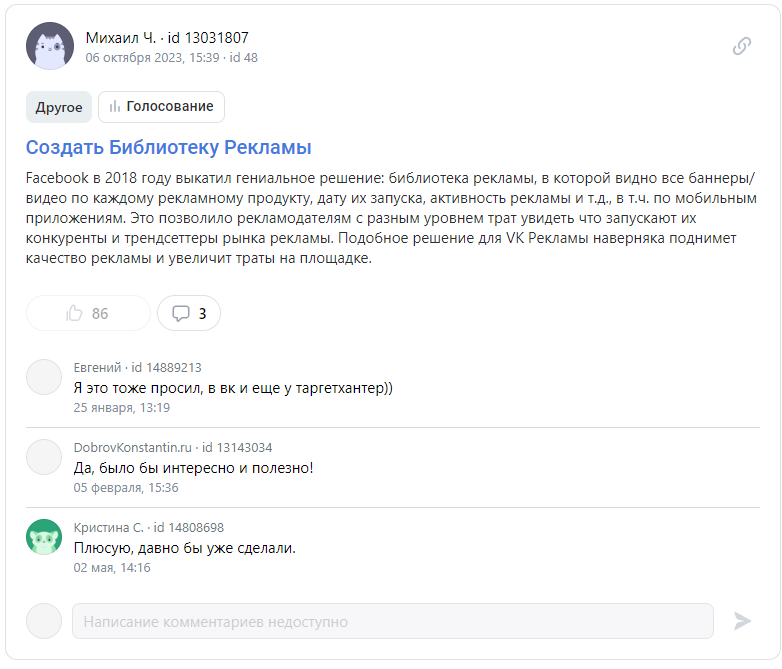 Михаил Ч. · id 13031807
06 октября 2023, 15:39 · id 48
Другое
Голосование
Создать Библиотеку Рекламы
Facebook в 2018 году выкатил гениальное решение: библиотека рекламы, в которой видно все баннеры/
видео по каждому рекламному продукту, дату их запуска, активность рекламы и т.д., в т.ч. по мобильным
приложениям. Это позволило рекламодателям с разным уровнем трат увидеть что запускают их
конкуренты и трендсеттеры рынка рекламы. Подобное решение для VK Рекламы наверняка поднимет
качество рекламы и увеличит траты на площадке.
86
3
Евгений · id 14889213
Я это тоже просил, в вк и еще у таргетхантер))
25 января, 13:19
DobrovKonstantin.ru · id 13143034
Да, было бы интересно и полезно!
05 февраля, 15:36
Кристина С. · id 14808698
Плюсую, давно бы уже сделали.
02 мая, 14:16
Написание комментариев недоступно